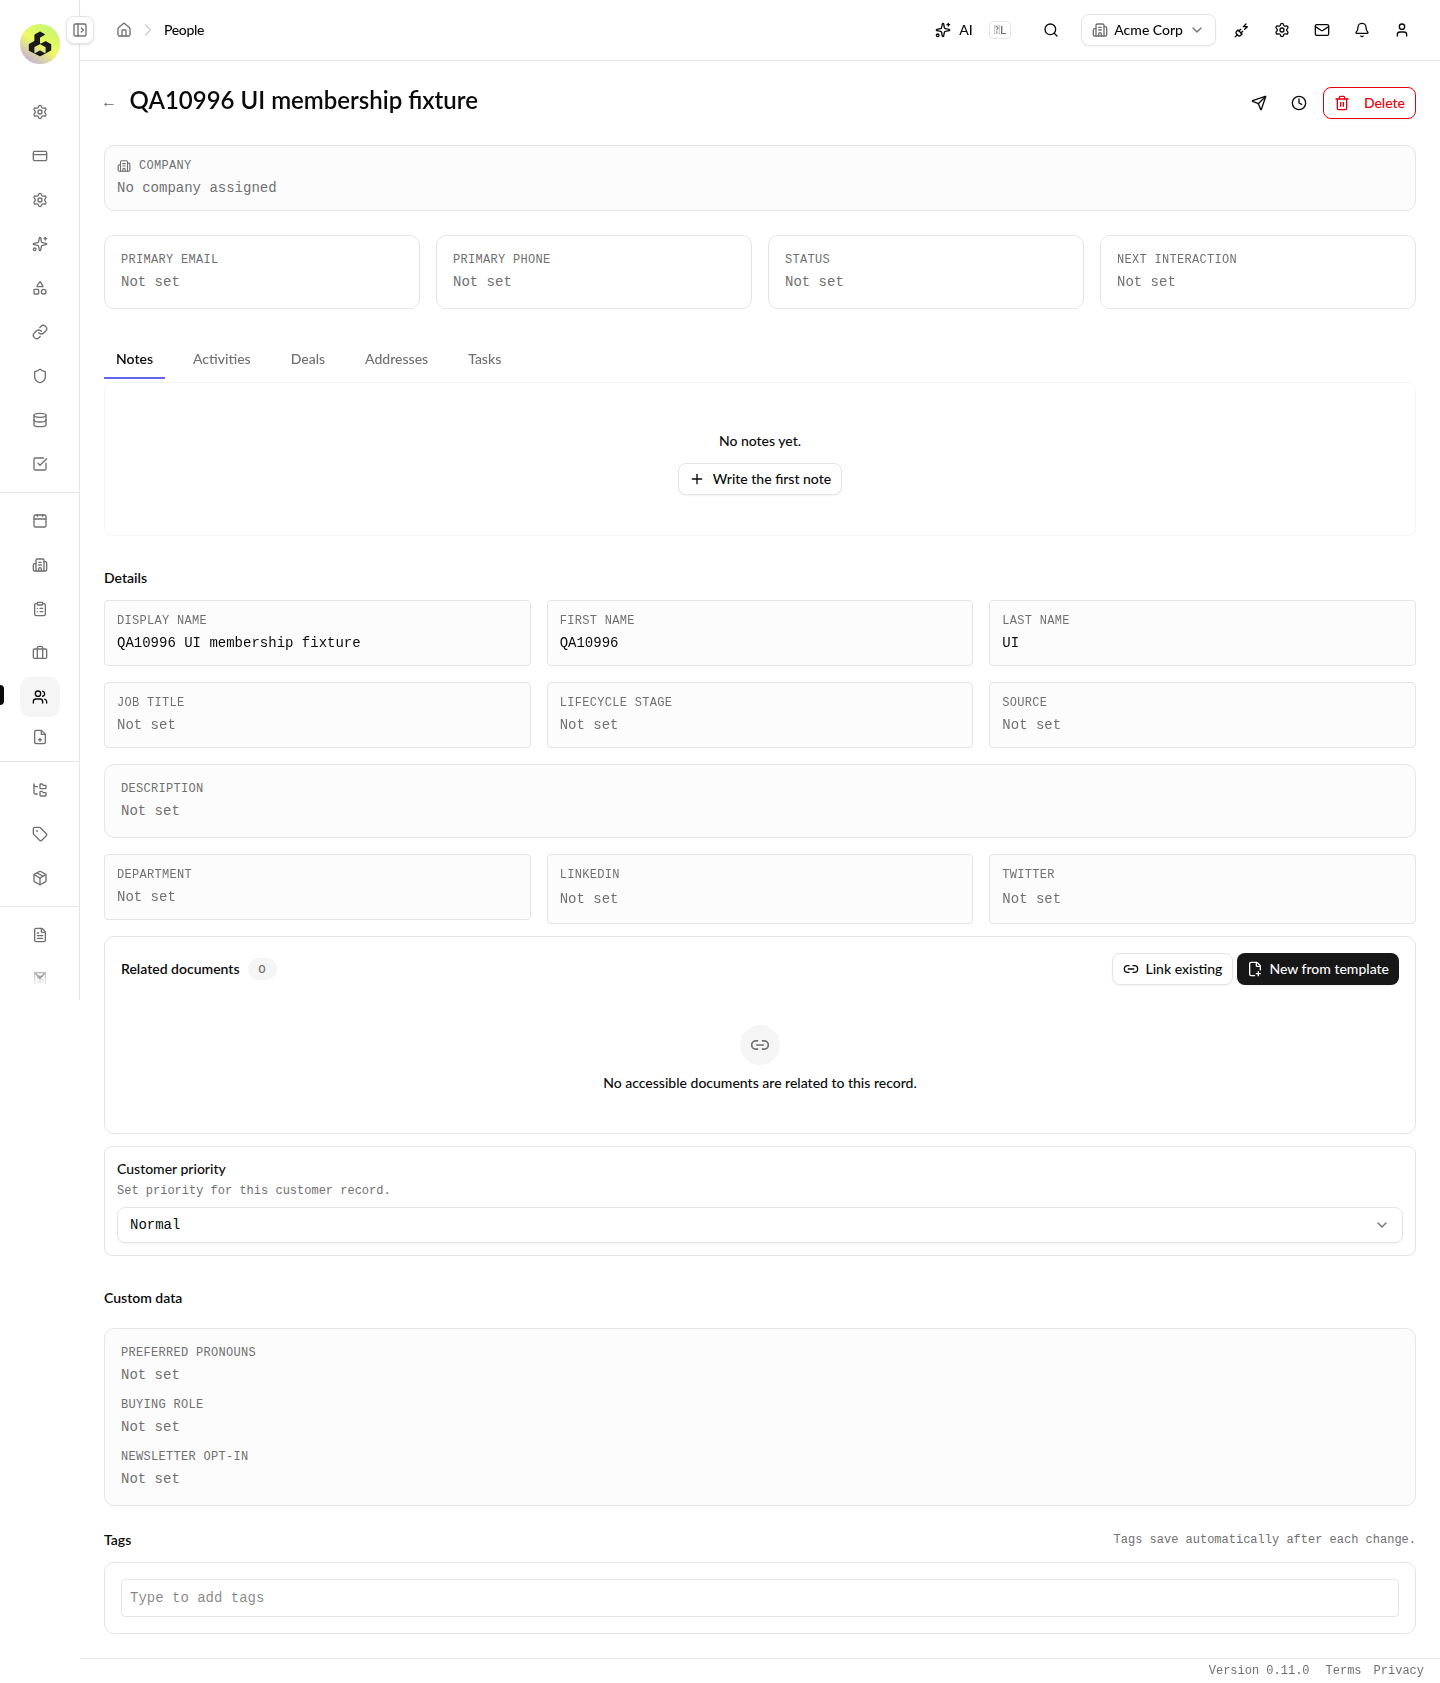 People
AI
L
Acme Corp
← QA10996 UI membership fixture
Delete
COMPANY
No company assigned
PRIMARY EMAIL
Not set
PRIMARY PHONE
Not set
STATUS
Not set
NEXT INTERACTION
Not set
Notes
Activities
Deals
Addresses
Tasks
No notes yet.
Write the first note
Details
DISPLAY NAME
QA10996 UI membership fixture
FIRST NAME
QA10996
LAST NAME
UI
JOB TITLE
Not set
LIFECYCLE STAGE
Not set
SOURCE
Not set
DESCRIPTION
Not set
DEPARTMENT
Not set
LINKEDIN
Not set
TWITTER
Not set
Related documents 0
Link existing
New from template
No accessible documents are related to this record.
Customer priority
Set priority for this customer record.
Normal
Custom data
PREFERRED PRONOUNS
Not set
BUYING ROLE
Not set
NEWSLETTER OPT-IN
Not set
Tags
Tags save automatically after each change.
Type to add tags
Version 0.11.0
Terms
Privacy